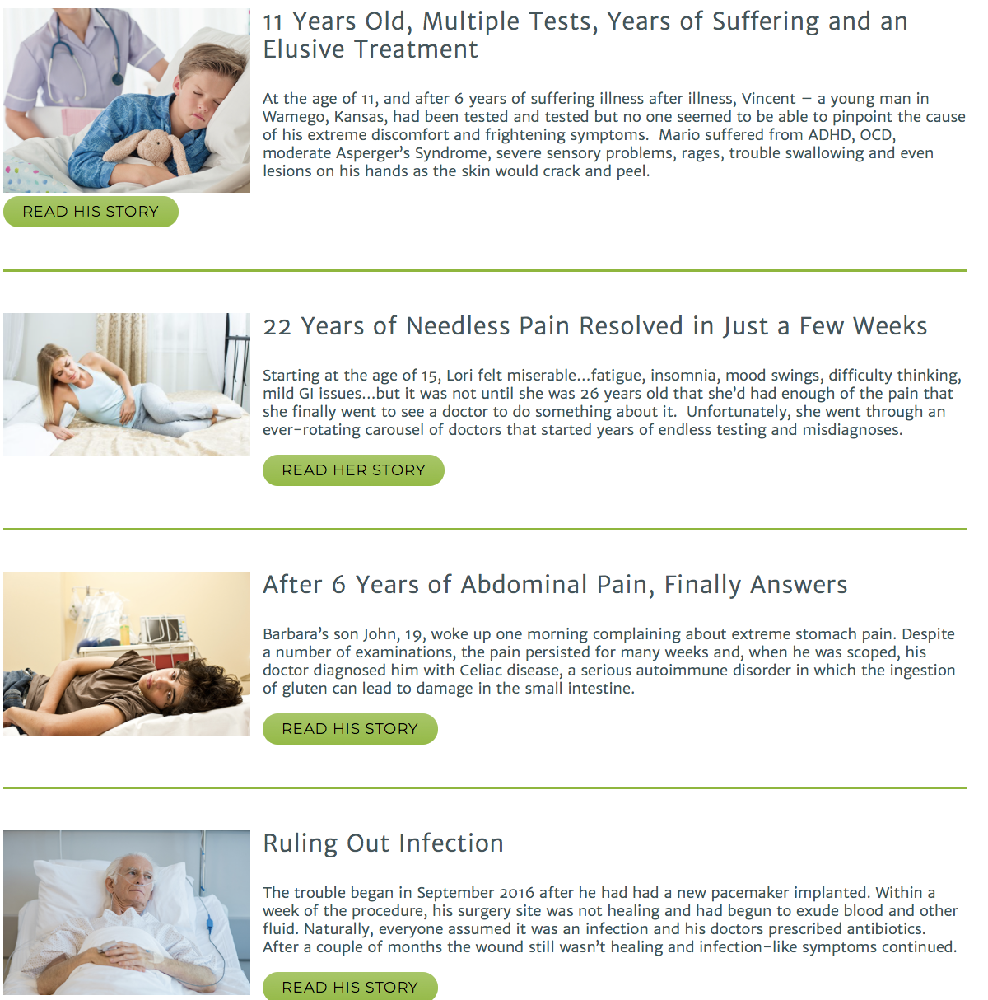 11 Years Old, Multiple Tests, Years of Suffering and an
Elusive Treatment
At the age of 11, and after 6 years of suffering illness after illness, Vincent – a young man in
Wamego, Kansas, had been tested and tested but no one seemed to be able to pinpoint the cause
of his extreme discomfort and frightening symptoms.  Mario suffered from ADHD, OCD,
moderate Asperger’s Syndrome, severe sensory problems, rages, trouble swallowing and even
lesions on his hands as the skin would crack and peel.
READ HIS STORY
22 Years of Needless Pain Resolved in Just a Few Weeks
Starting at the age of 15, Lori felt miserable...fatigue, insomnia, mood swings, difficulty thinking,
mild GI issues...but it was not until she was 26 years old that she’d had enough of the pain that
she finally went to see a doctor to do something about it.  Unfortunately, she went through an
ever-rotating carousel of doctors that started years of endless testing and misdiagnoses.
READ HER STORY
After 6 Years of Abdominal Pain, Finally Answers
Barbara’s son John, 19, woke up one morning complaining about extreme stomach pain. Despite
a number of examinations, the pain persisted for many weeks and, when he was scoped, his
doctor diagnosed him with Celiac disease, a serious autoimmune disorder in which the ingestion
of gluten can lead to damage in the small intestine.
READ HIS STORY
Ruling Out Infection
The trouble began in September 2016 after he had had a new pacemaker implanted. Within a
week of the procedure, his surgery site was not healing and had begun to exude blood and other
fluid. Naturally, everyone assumed it was an infection and his doctors prescribed antibiotics.
After a couple of months the wound still wasn’t healing and infection-like symptoms continued.
READ HIS STORY